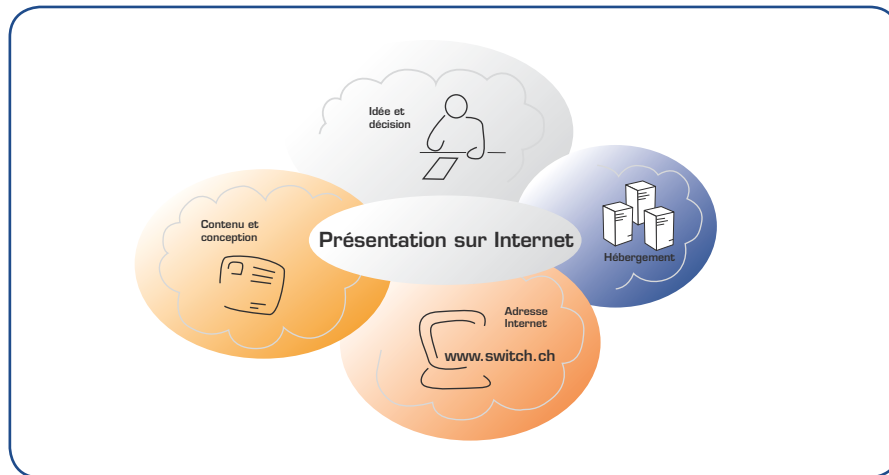 Idée et
décision
Contenu et
conception
Présentation sur Internet
Hébergement
Adresse
Internet
www.switch.ch